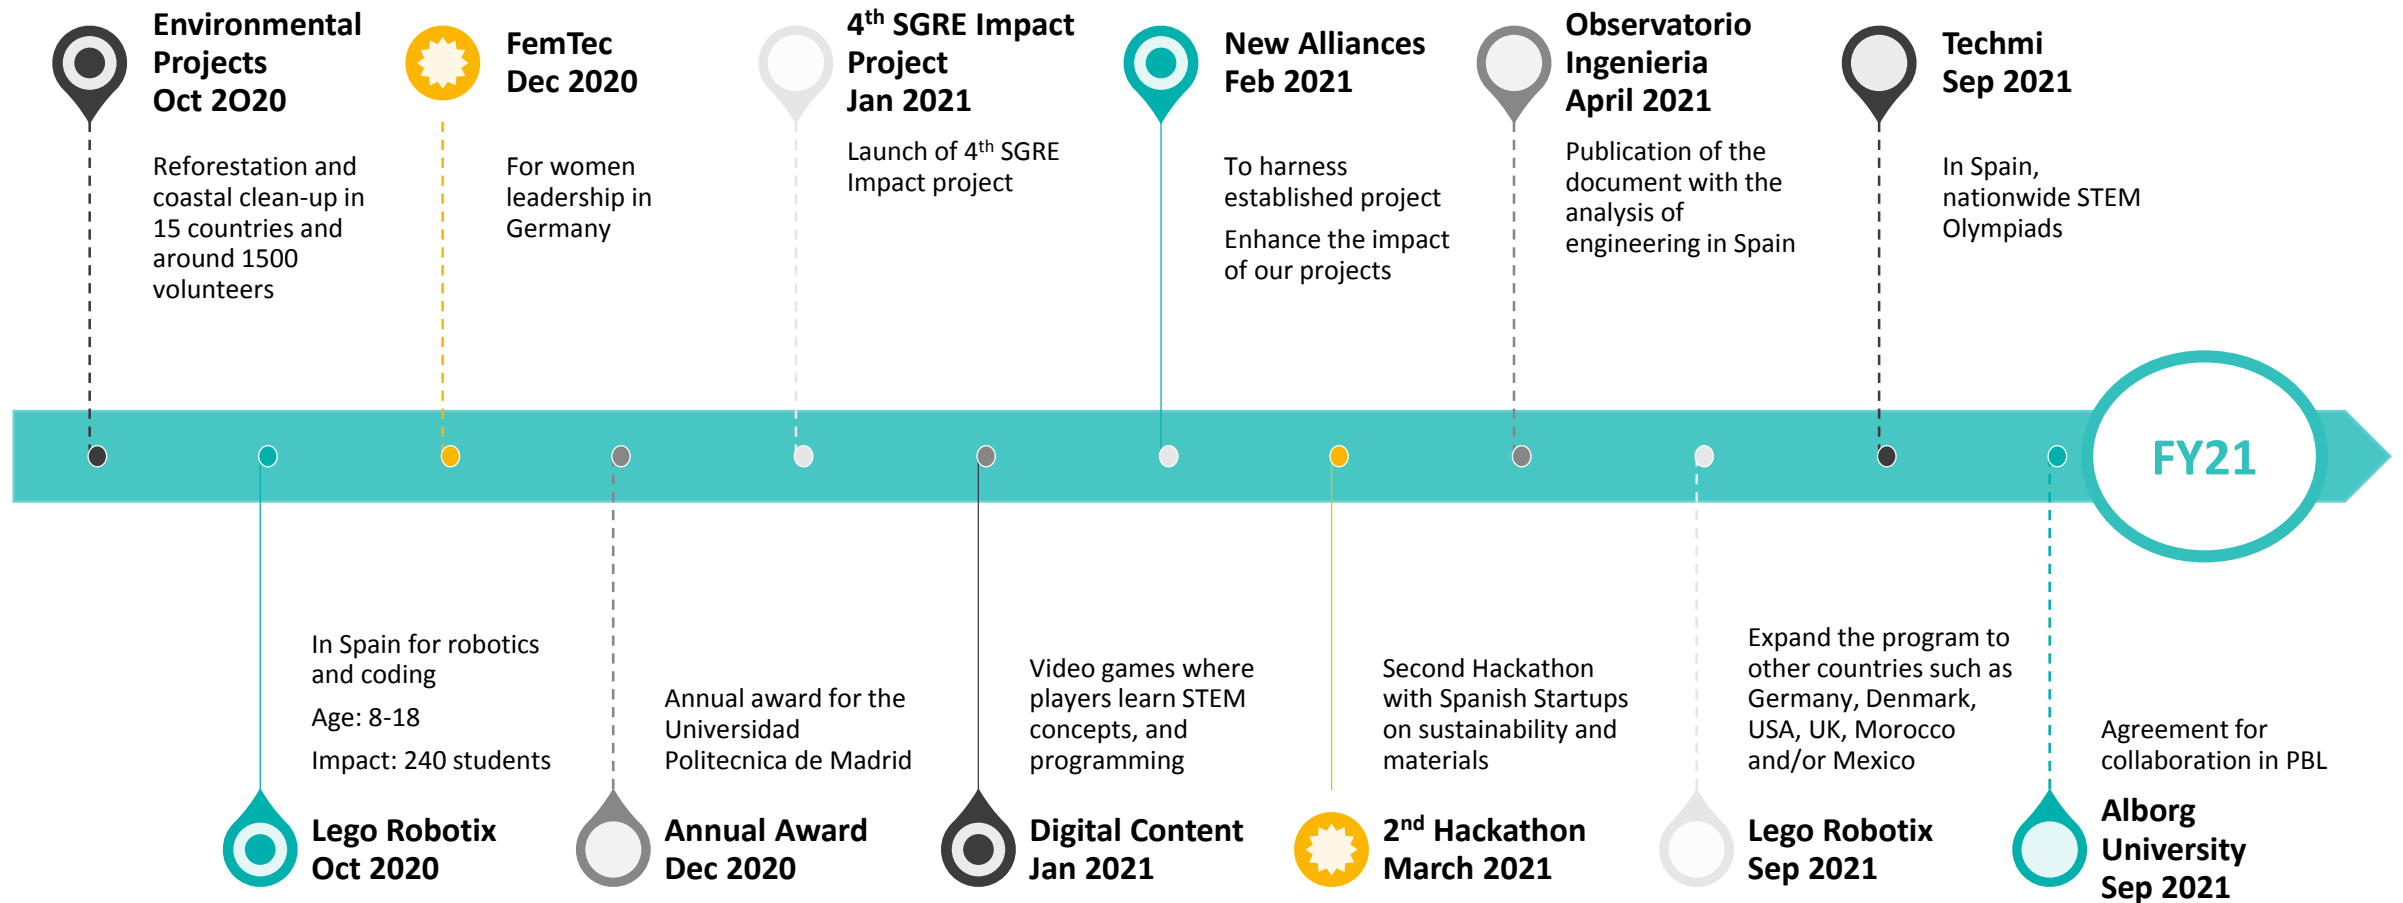 Environmental
Projects
Oct 2O20
Reforestation and
coastal clean-up in
15 countries and
around 1500
volunteers
FemTec
Dec 2020
For women
leadership in
Germany
4th SGRE Impact
Project
Jan 2021
Launch of 4th SGRE
Impact project
New Alliances
Feb 2021
To harness
established project
Enhance the impact
of our projects
Observatorio
Ingenieria
April 2021
Publication of the
document with the
analysis of
engineering in Spain
Techmi
Sep 2021
In Spain,
nationwide STEM
Olympiads
FY21
In Spain for robotics
and coding
Age: 8-18
Impact: 240 students
Lego Robotix
Oct 2020
Annual award for the
Universidad
Politecnica de Madrid
Annual Award
Dec 2020
Video games where
players learn STEM
concepts, and
programming
Digital Content
Jan 2021
Second Hackathon
with Spanish Startups
on sustainability and
materials
2nd Hackathon
March 2021
Expand the program to
other countries such as
Germany, Denmark,
USA, UK, Morocco
and/or Mexico
Lego Robotix
Sep 2021
Agreement for
collaboration in PBL
Alborg
University
Sep 2021